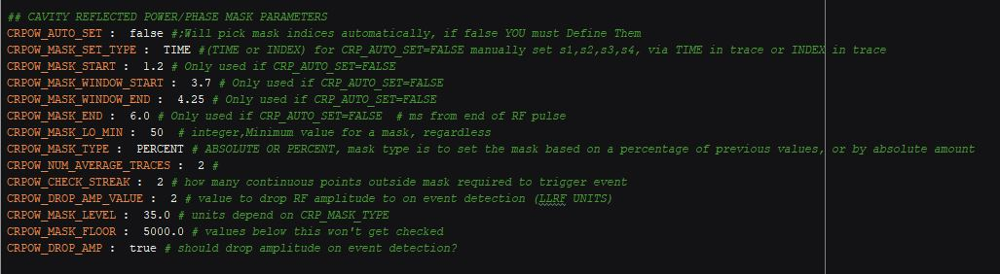 ## CAVITY REFLECTED POWER/PHASE MASK PARAMETERS
CRPOW_AUTO_SET : false #;Will pick mask indices automatically, if false YOU must Define Them
CRPOW_MASK_SET_TYPE : TIME #(TIME or INDEX) for CRP_AUTO_SET=FALSE manually set s1,s2,s3,s4, via TIME in trace or INDEX in trace
CRPOW_MASK_START : 1.2 # Only used if CRP_AUTO_SET=FALSE
CRPOW_MASK_WINDOW_START : 3.7 # Only used if CRP_AUTO_SET=FALSE
CRPOW_MASK_WINDOW_END : 4.25 # Only used if CRP_AUTO_SET=FALSE
CRPOW_MASK_END : 6.0 # Only used if CRP_AUTO_SET=FALSE # ms from end of RF pulse
CRPOW_MASK_LO_MIN : 50 # integer,Minimum value for a mask, regardless
CRPOW_MASK_TYPE : PERCENT # ABSOLUTE OR PERCENT, mask type is to set the mask based on a percentage of previous values, or by absolute amount
CRPOW_NUM_AVERAGE_TRACES : 2 #
CRPOW_CHECK_STREAK : 2 # how many continuous points outside mask required to trigger event
CRPOW_DROP_AMP_VALUE : 2 # value to drop RF amplitude to on event detection (LLRF UNITS)
CRPOW_MASK_LEVEL : 35.0 # units depend on CRP_MASK_TYPE
CRPOW_MASK_FLOOR : 5000.0 # values below this won't get checked
CRPOW_DROP_AMP : true # should drop amplitude on event detection?